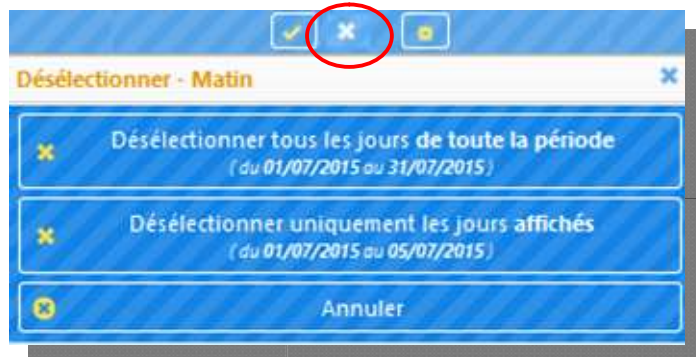 Désélectionner - Matin
Désélectionner tous les jours de toute la période
( du 01/07/2015 au 31/07/2015 )
Désélectionner uniquement les jours affichés
( du 01/07/2015 au 05/07/2015 )
Annuler